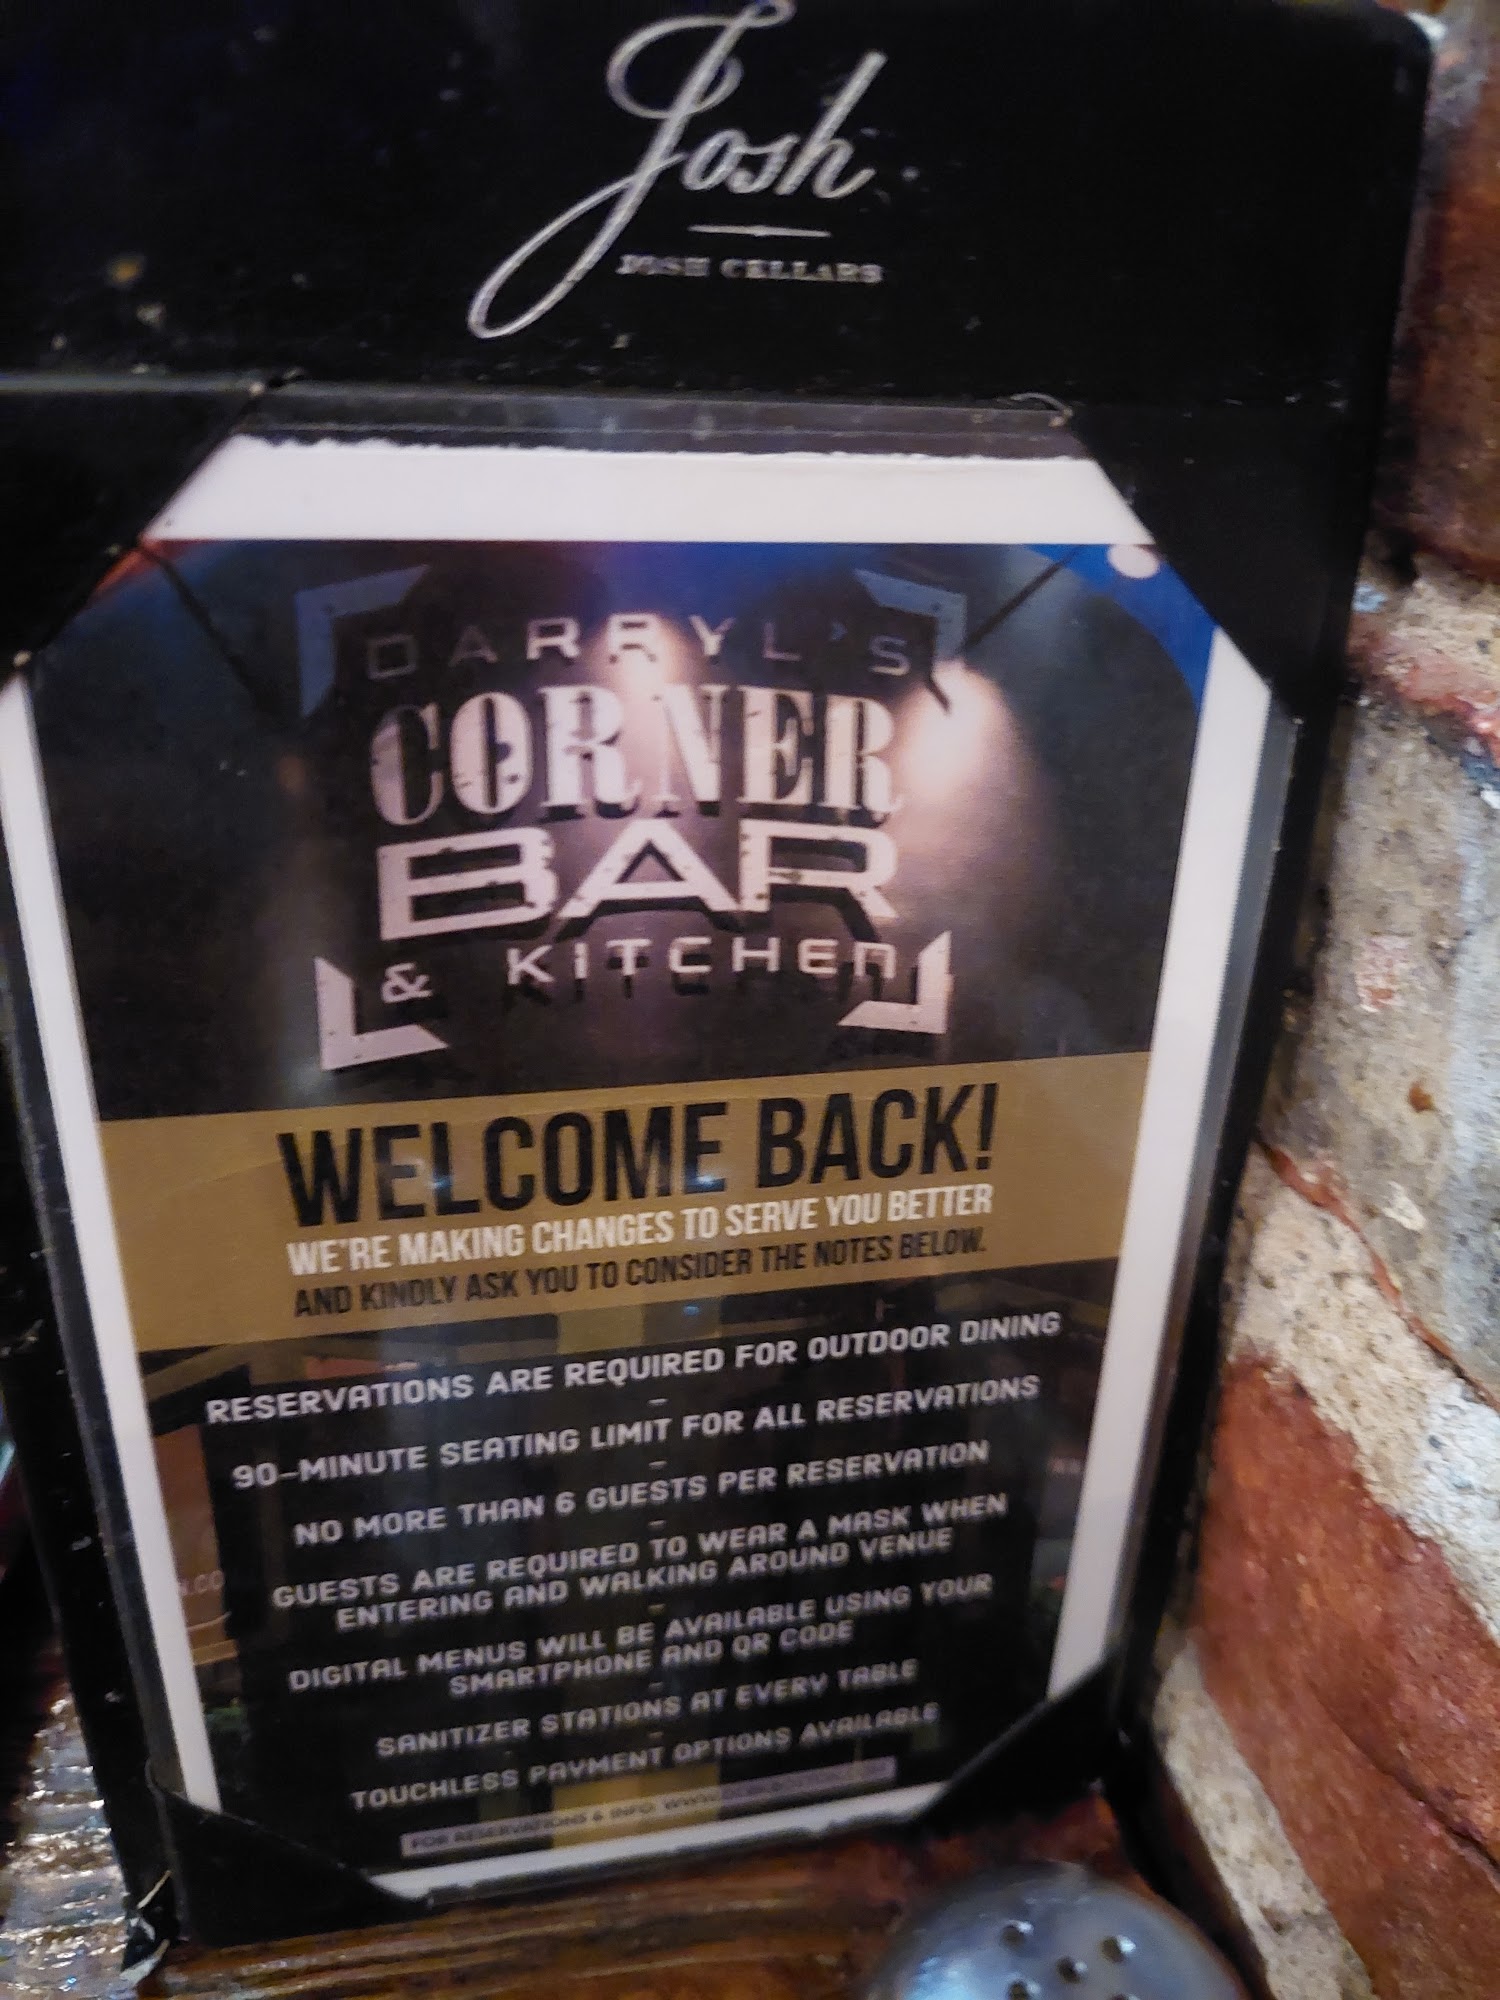 Josh
JOSH CELLARS
DARRYL'S
CORNER
BAR
& KITCHEN
WELCOME BACK!
WE'RE MAKING CHANGES TO SERVE YOU BETTER
AND KINDLY ASK YOU TO CONSIDER THE NOTES BELOW.
RESERVATIONS ARE REQUIRED FOR OUTDOOR DINING
-
90-MINUTE SEATING LIMIT FOR ALL RESERVATIONS
-
NO MORE THAN 6 GUESTS PER RESERVATION
-
GUESTS ARE REQUIRED TO WEAR A MASK WHEN
ENTERING AND WALKING AROUND VENUE
-
DIGITAL MENUS WILL BE AVAILABLE USING YOUR
SMARTPHONE AND QR CODE
-
SANITIZER STATIONS AT EVERY TABLE
-
TOUCHLESS PAYMENT OPTIONS AVAILABLE
FOR RESERVATIONS & INFO: